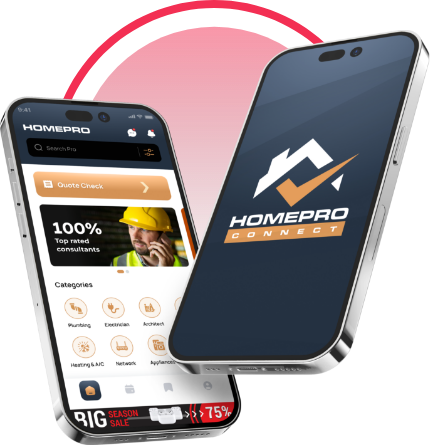 9:41
HOMEPRO
Search Pro
Quote Check
100%
Top rated
consultants
Categories
Plumbing
Electrician
Architect
Heating & A/C
Network
Appliances
BIG
SEASON
SALE
75%
HOMEPRO
CONNECT